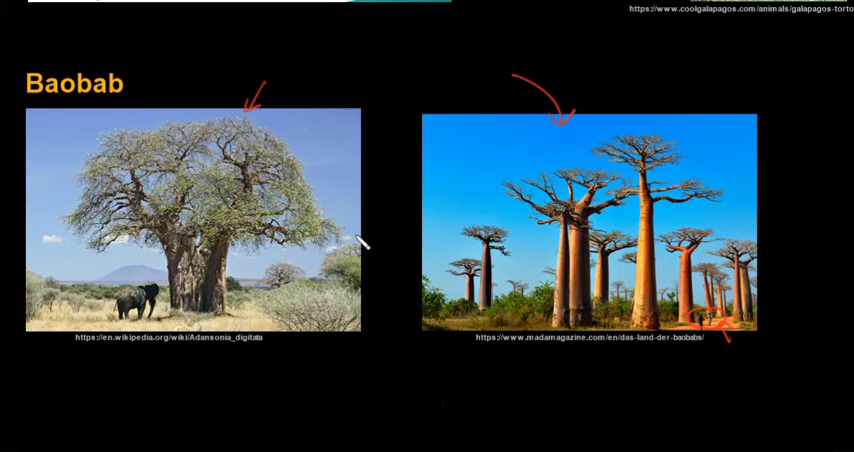 https://www.coolgalapagos.com/animals/galapagos-torto
Baobab
https://en.wikipedia.org/wiki/Adansonia_digitata
https://www.madamagazine.com/en/das-land-der-baobabs/